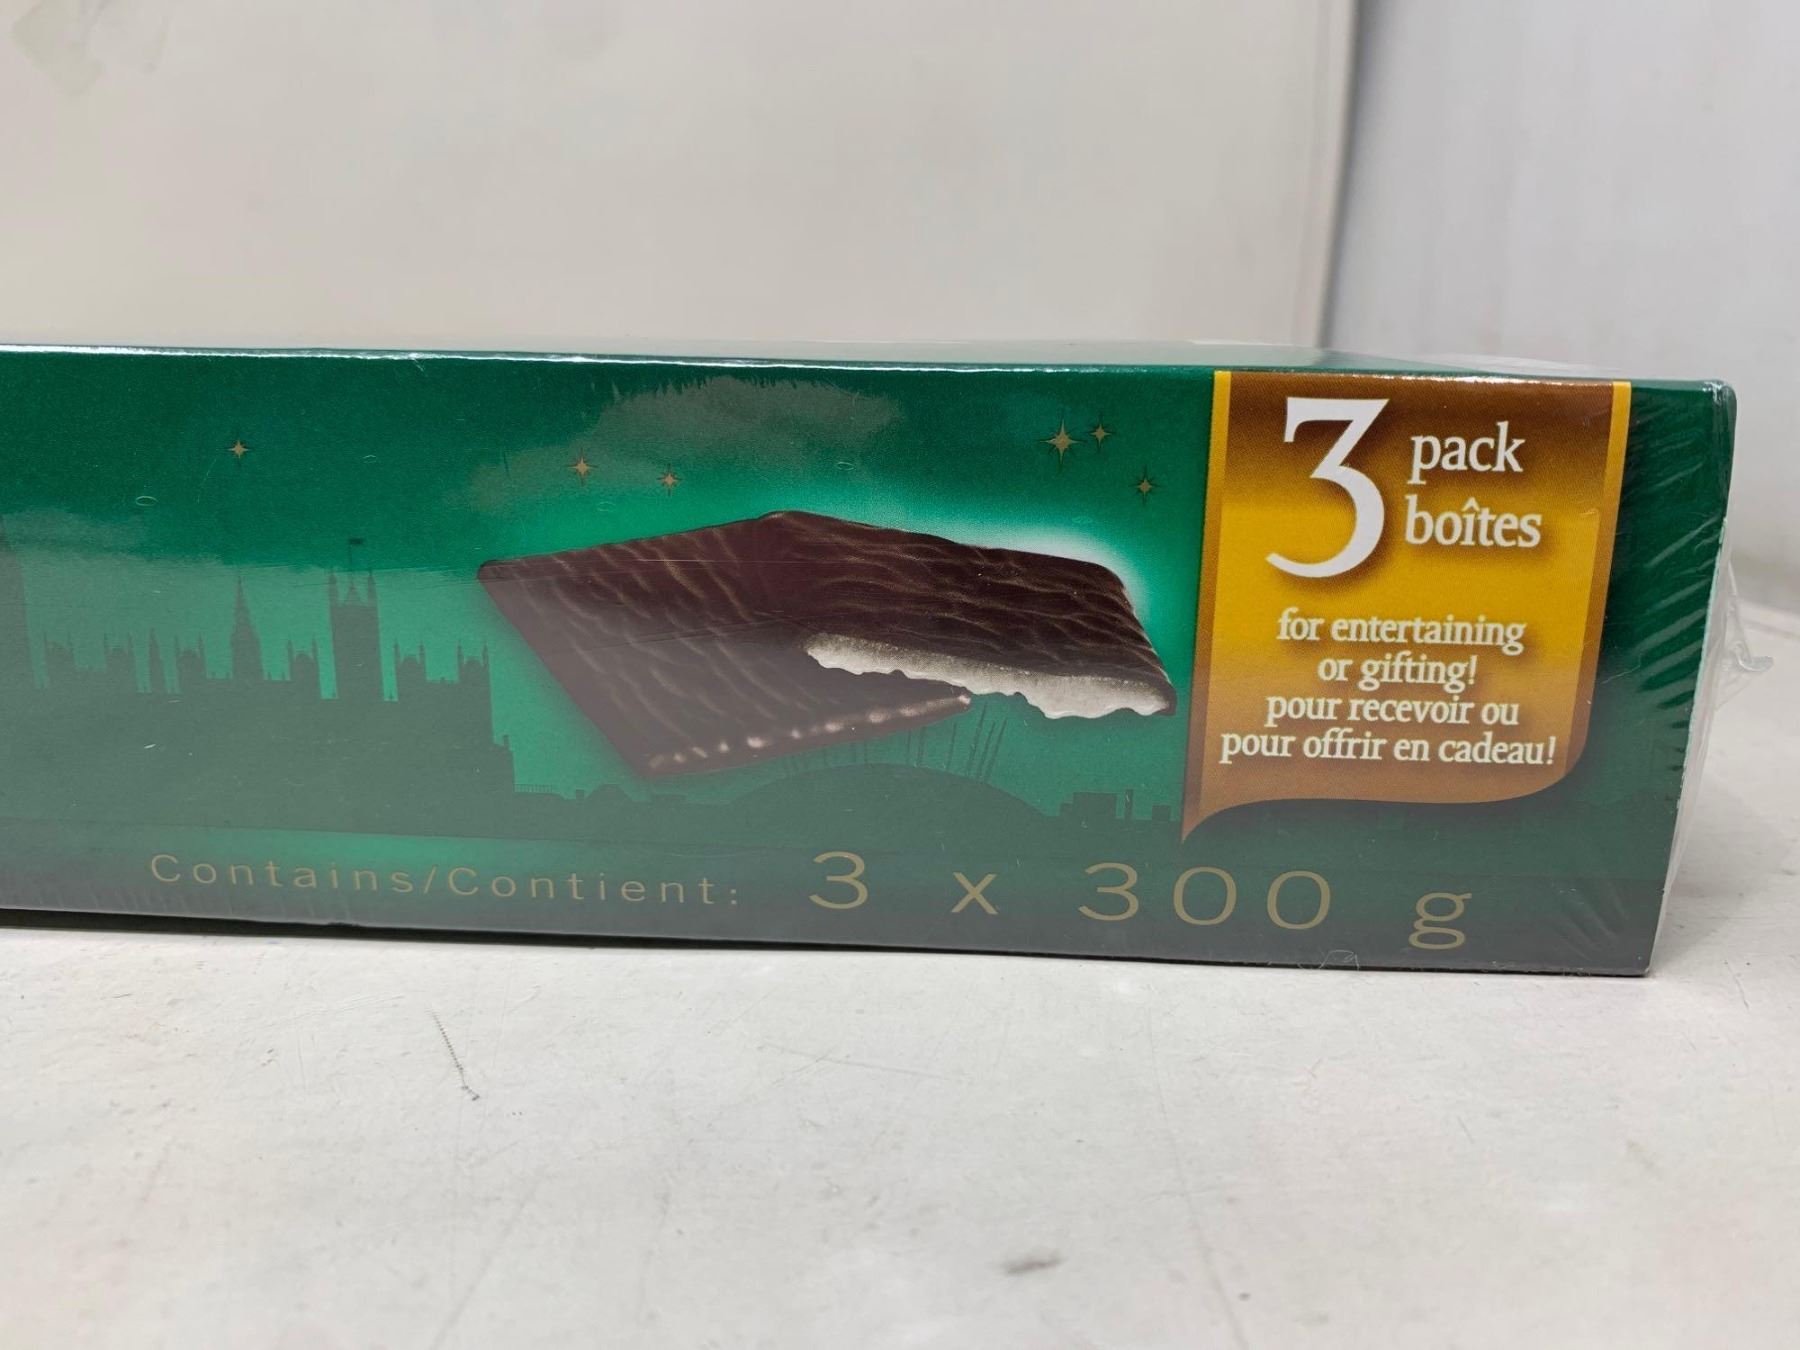 3 pack
boîtes
for entertaining
or gifting!
pour recevoir ou
pour offrir en cadeau!
Contains/Contient: 3 x 300 g